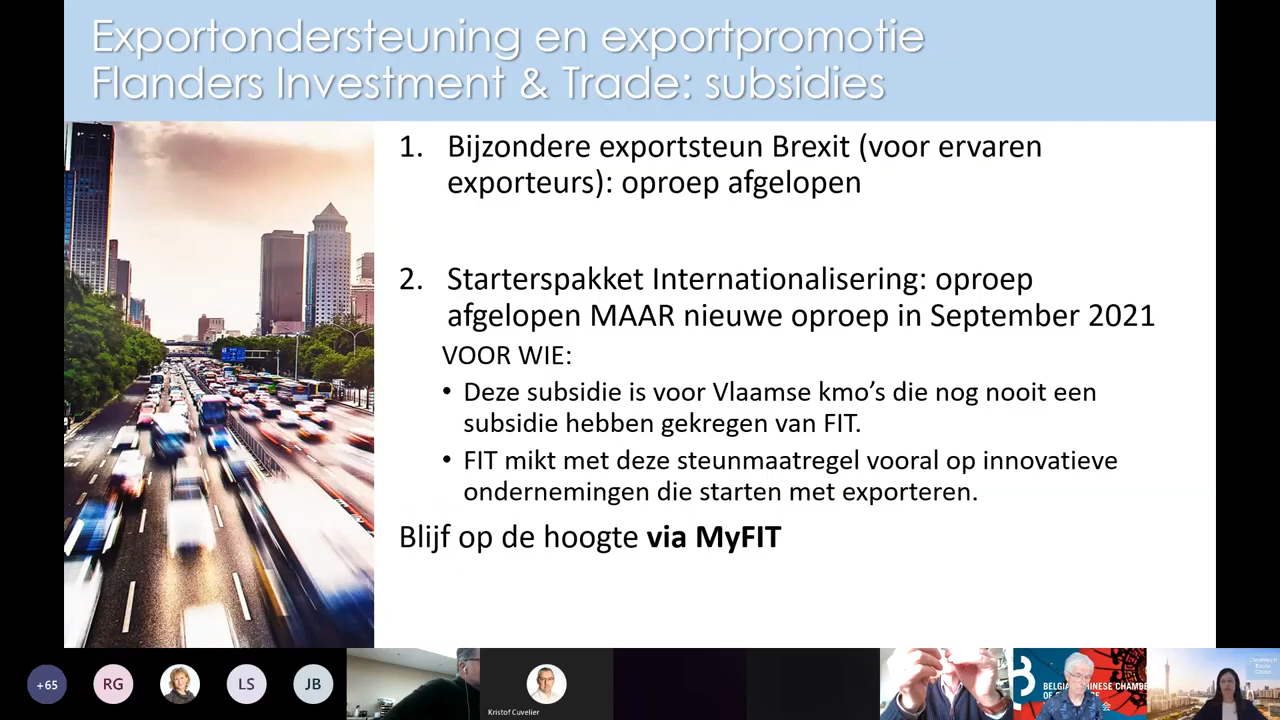 Exportondersteuning en exportpromotie
Flanders Investment & Trade: subsidies
1. Bijzondere exportsteun Brexit (voor ervaren
exporteurs): oproep afgelopen
2. Starterspakket Internationalisering: oproep
afgelopen MAAR nieuwe oproep in September 2021
VOOR WIE:
• Deze subsidie is voor Vlaamse kmo’s die nog nooit een
subsidie hebben gekregen van FIT.
• FIT mikt met deze steunmaatregel vooral op innovatieve
ondernemingen die starten met exporteren.
Blijf op de hoogte via MyFIT
+65
RG
LS
JB
Kristof Cuvelier
CHINESE CHAMBE